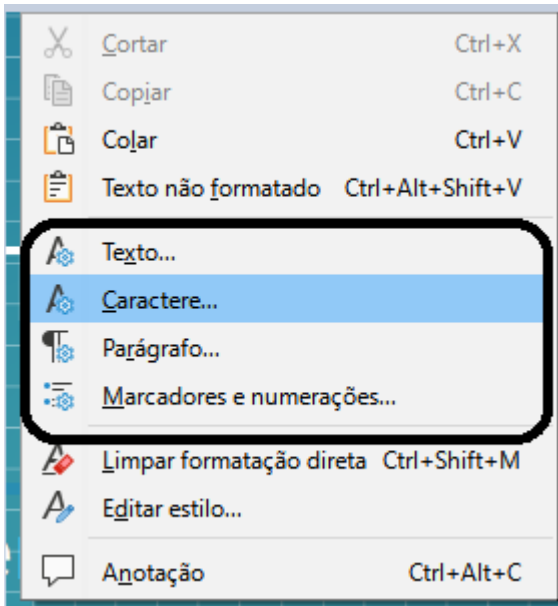 Cortar Ctrl+X
Copiar Ctrl+C
Colar Ctrl+V
Texto não formatado Ctrl+Alt+Shift+V
Texto...
Caractere...
Parágrafo...
Marcadores e numerações...
Limpar formatação direta Ctrl+Shift+M
Editar estilo...
Anotação Ctrl+Alt+C